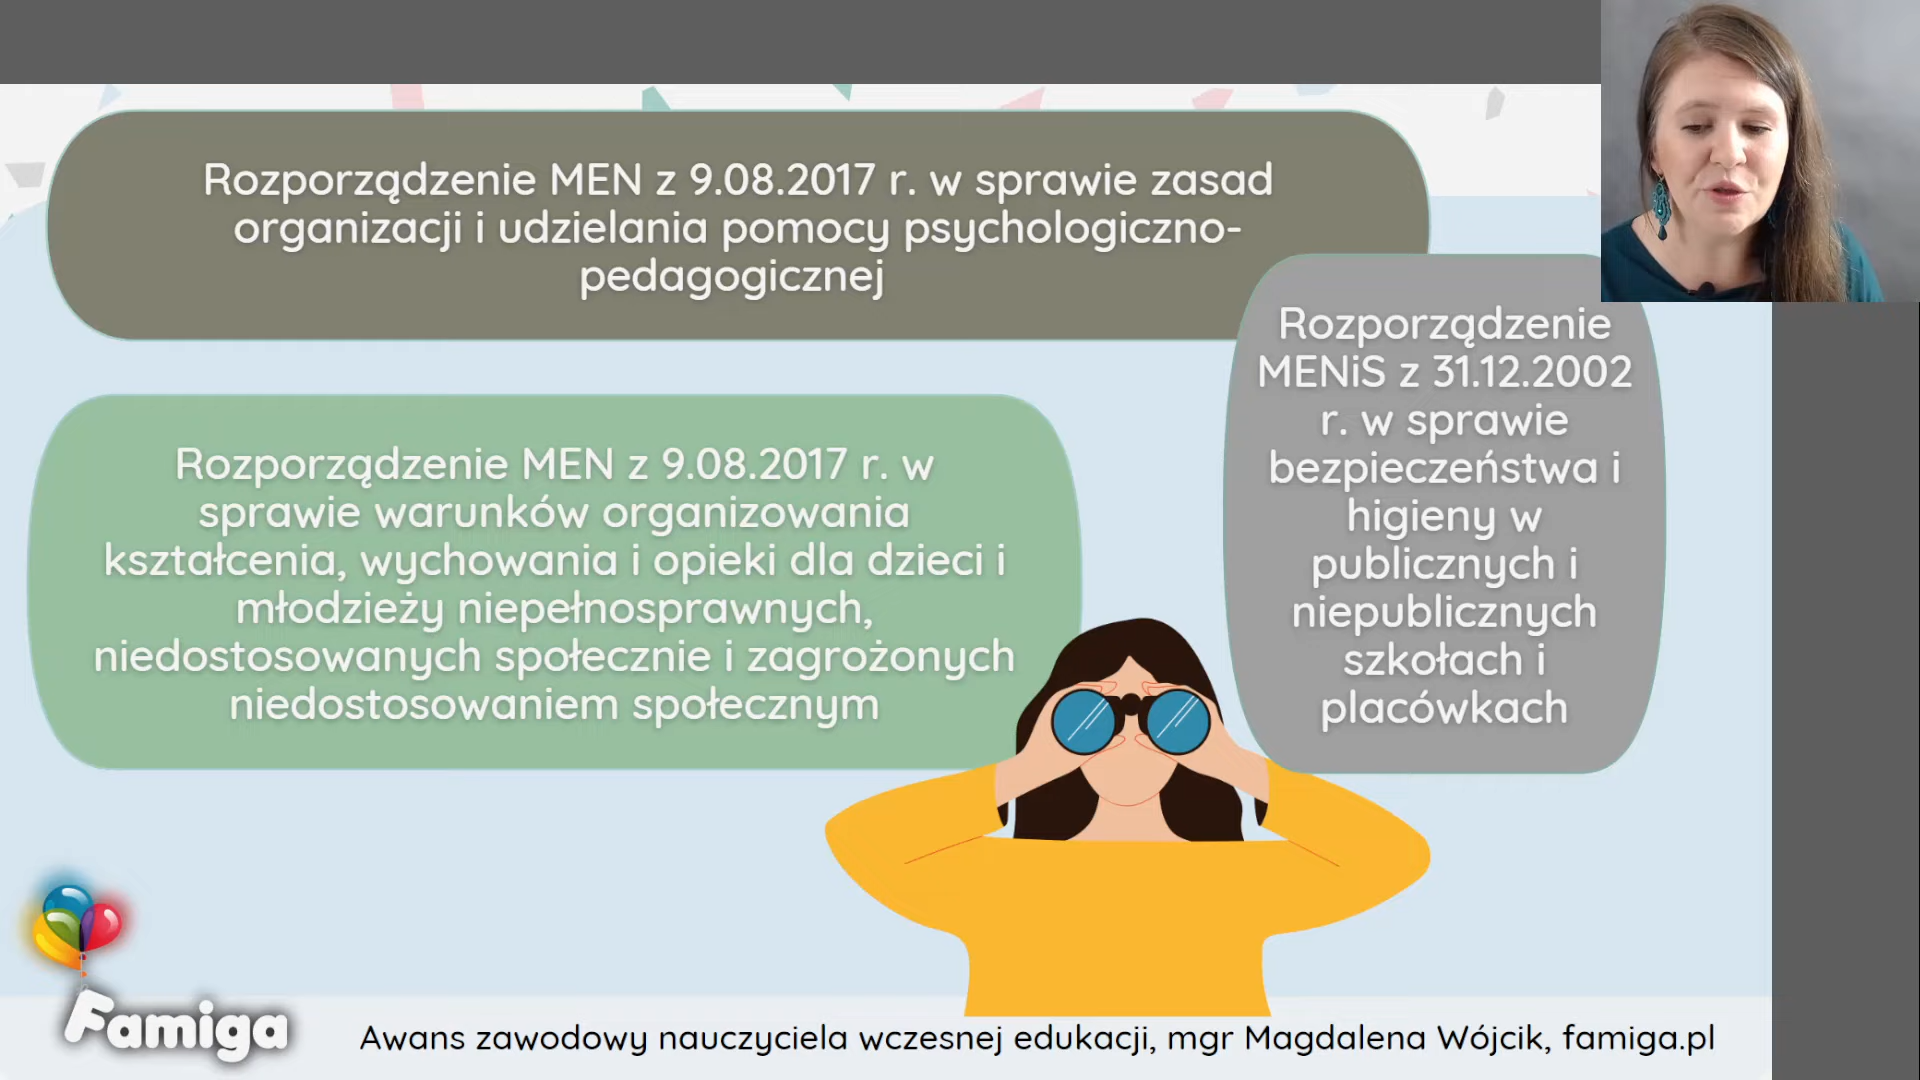 Rozporządzenie MEN z 9.08.2017 r. w sprawie zasad
organizacji i udzielania pomocy psychologiczno-
pedagogicznej
Rozporządzenie MEN z 9.08.2017 r. w
sprawie warunków organizowania
kształcenia, wychowania i opieki dla dzieci i
młodzieży niepełnosprawnych,
niedostosowanych społecznie i zagrożonych
niedostosowaniem społecznym
Rozporządzenie
MENiS z 31.12.2002
r. w sprawie
bezpieczeństwa i
higieny w
publicznych i
niepublicznych
szkołach i
placówkach
Famiga
Awans zawodowy nauczyciela wczesnej edukacji, mgr Magdalena Wójcik, famiga.pl